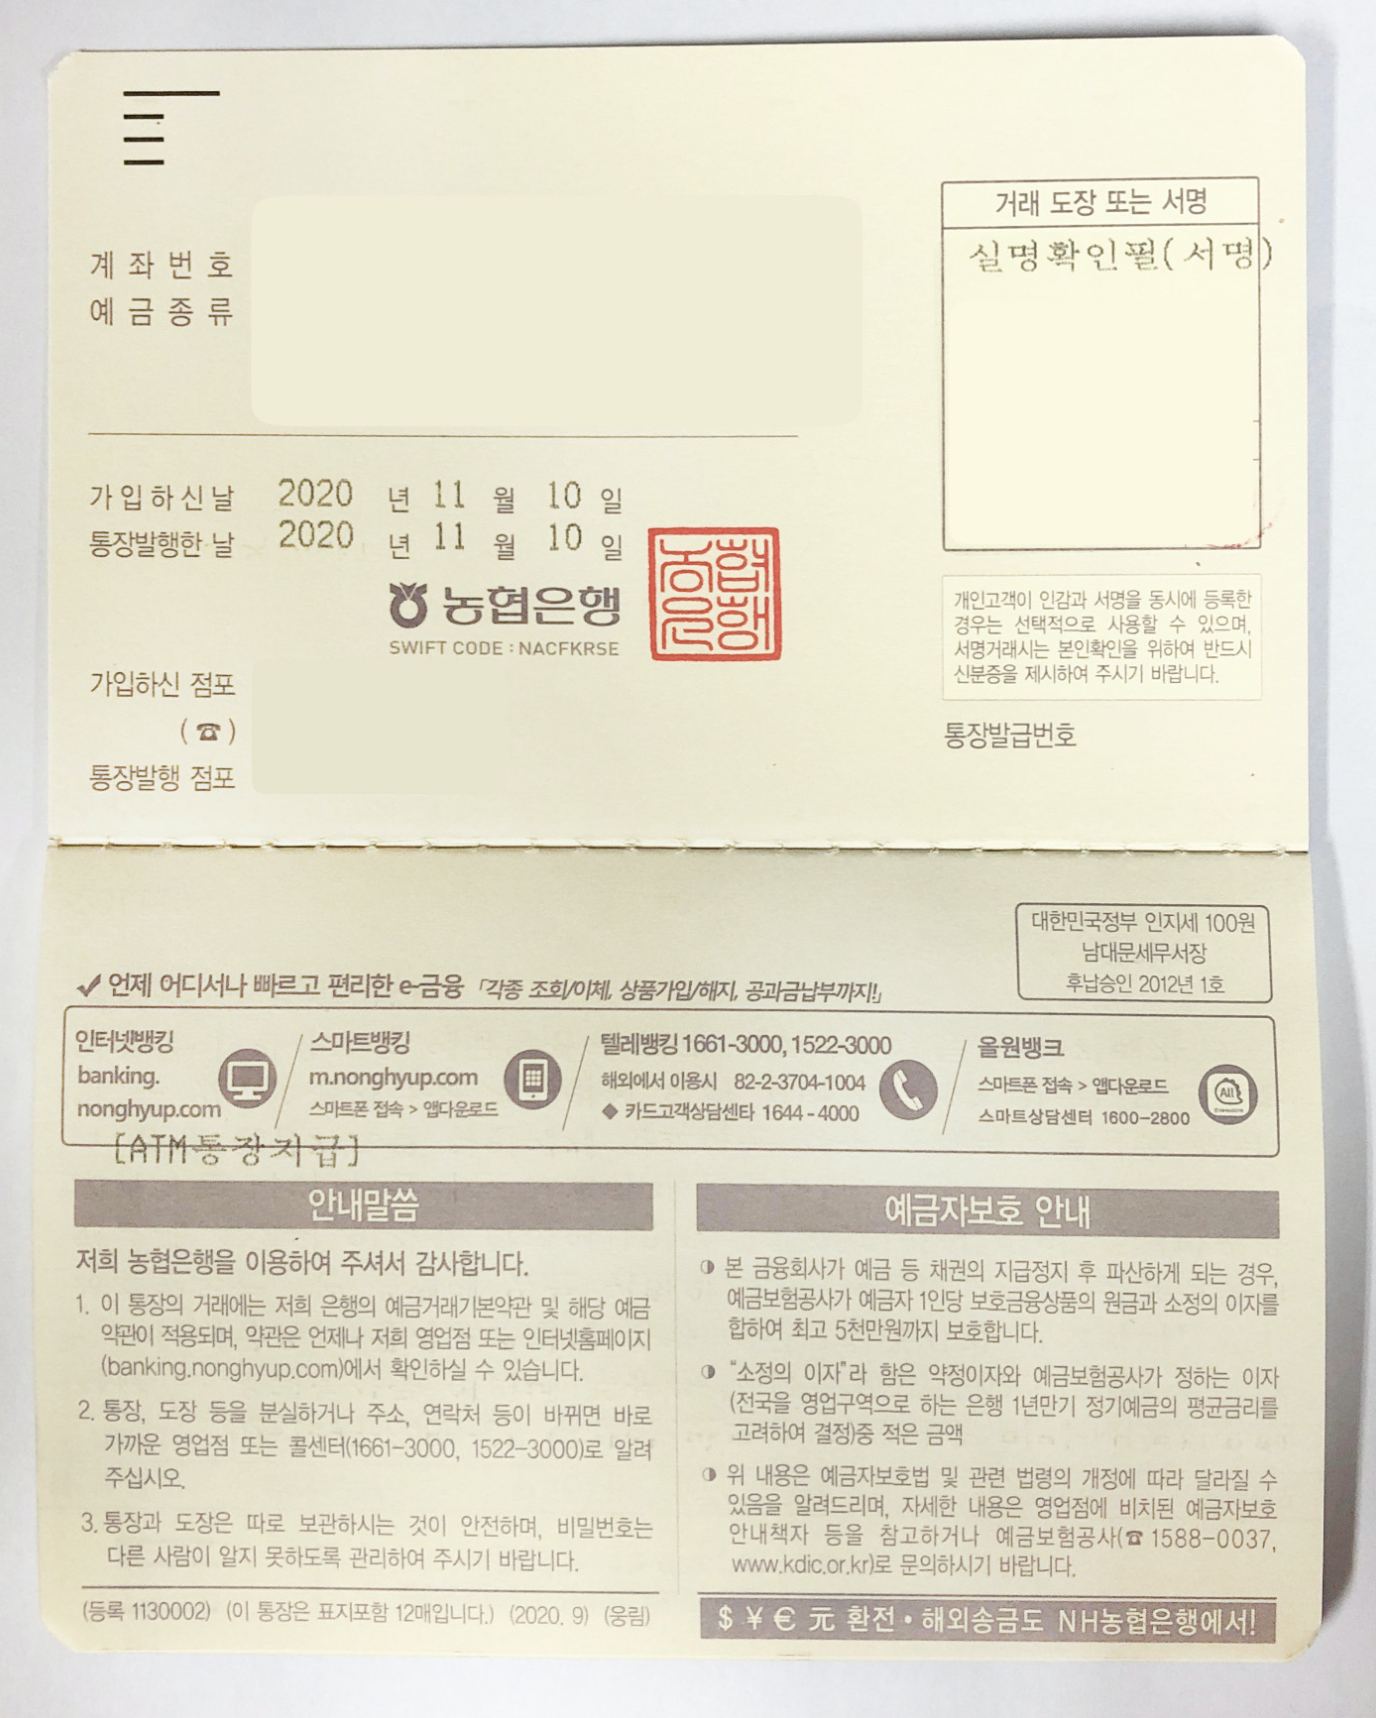 계좌번호
예금종류
거래 도장 또는 서명
실명확인필(서명)
가입하신날 2020 년 11 월 10 일
통장발행한 날 2020 년 11 월 10 일
농협은행
농협
은행
SWIFT CODE : NACFKRSE
개인고객이 인감과 서명을 동시에 등록한
경우는 선택적으로 사용할 수 있으며,
서명거래시는 본인확인을 위하여 반드시
신분증을 제시하여 주시기 바랍니다.
가입하신 점포
(☎)
통장발행 점포
통장발급번호
대한민국정부 인지세 100원
남대문세무서장
후납승인 2012년 1호
✓ 언제 어디서나 빠르고 편리한 e-금융 「각종 조회/이체, 상품가입/해지, 공과금납부까지!」
인터넷뱅킹
banking.
nonghyup.com
스마트뱅킹
m.nonghyup.com
스마트폰 접속 > 앱다운로드
텔레뱅킹 1661-3000, 1522-3000
해외에서 이용시 82-2-3704-1004
◆ 카드고객상담센타 1644-4000
올원뱅크
스마트폰 접속 > 앱다운로드
스마트상담센터 1600-2800
All
[ATM통장지급]
안내말씀
저희 농협은행을 이용하여 주셔서 감사합니다.
1. 이 통장의 거래에는 저희 은행의 예금거래기본약관 및 해당 예금
약관이 적용되며, 약관은 언제나 저희 영업점 또는 인터넷홈페이지
(banking.nonghyup.com)에서 확인하실 수 있습니다.
2. 통장, 도장 등을 분실하거나 주소, 연락처 등이 바뀌면 바로
가까운 영업점 또는 콜센터(1661-3000, 1522-3000)로 알려
주십시오.
3. 통장과 도장은 따로 보관하시는 것이 안전하며, 비밀번호는
다른 사람이 알지 못하도록 관리하여 주시기 바랍니다.
(등록 1130002) (이 통장은 표지포함 12매입니다.) (2020. 9) (웅림)
예금자보호 안내
◑ 본 금융회사가 예금 등 채권의 지급정지 후 파산하게 되는 경우,
예금보험공사가 예금자 1인당 보호금융상품의 원금과 소정의 이자를
합하여 최고 5천만원까지 보호합니다.
◑ "소정의 이자"라 함은 약정이자와 예금보험공사가 정하는 이자
(전국을 영업구역으로 하는 은행 1년만기 정기예금의 평균금리를
고려하여 결정)중 적은 금액
◑ 위 내용은 예금자보호법 및 관련 법령의 개정에 따라 달라질 수
있음을 알려드리며, 자세한 내용은 영업점에 비치된 예금자보호
안내책자 등을 참고하거나 예금보험공사(☎ 1588-0037,
www.kdic.or.kr)로 문의하시기 바랍니다.
$ ¥ € 元 환전 • 해외송금도 NH농협은행에서!